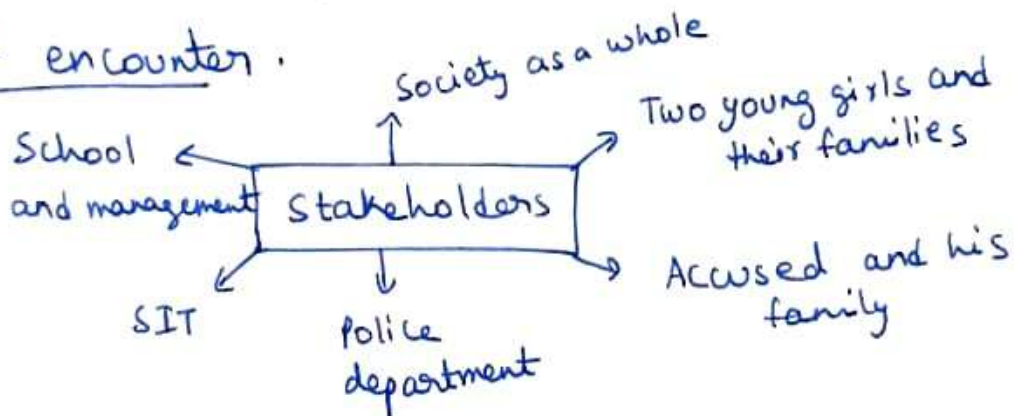 encounter.
Society as a whole
School
and management
Two young girls and
their families
Stakeholders
SIT
Police
department
Accused and his
family